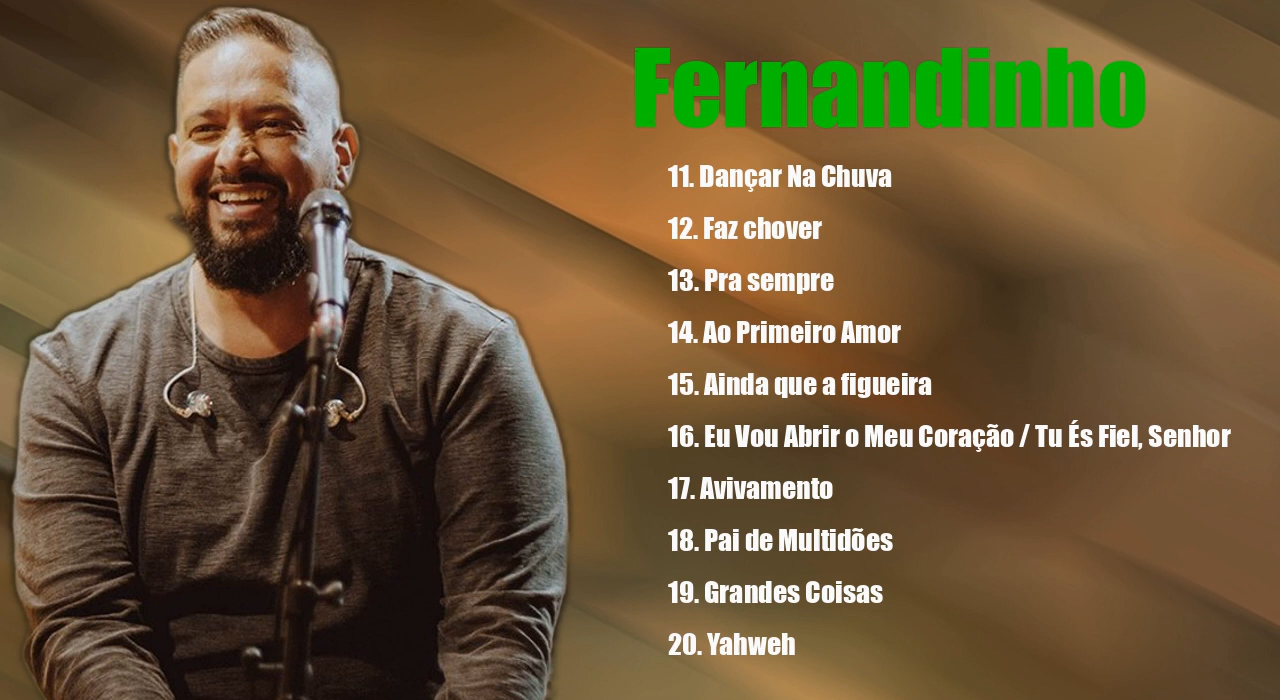 Fernandinho
11. Dançar Na Chuva
12. Faz chover
13. Pra sempre
14. Ao Primeiro Amor
15. Ainda que a figueira
16. Eu Vou Abrir o Meu Coração / Tu És Fiel, Senhor
17. Avivamento
18. Pai de Multidões
19. Grandes Coisas
20. Yahweh